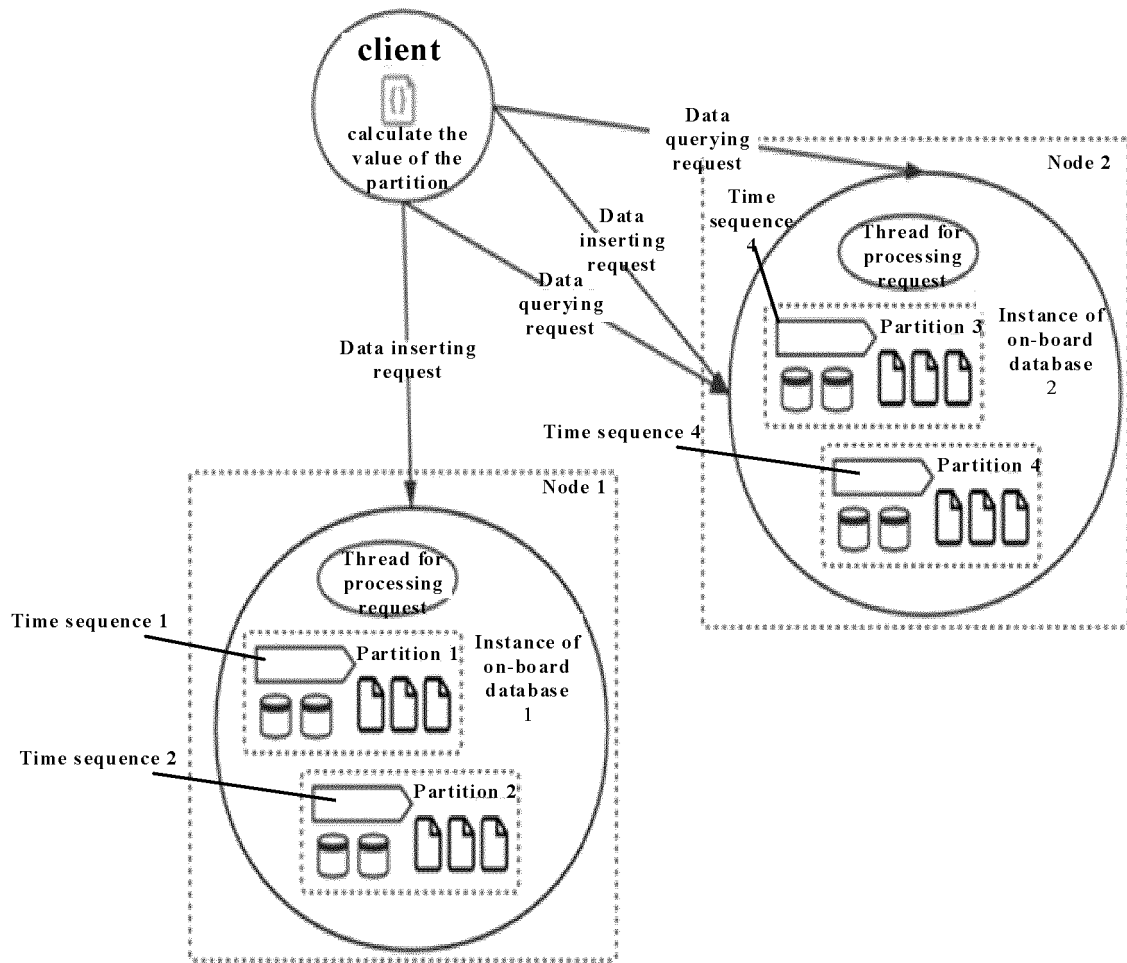 client
{}
calculate the
value of the
partition
Data
querying
request
Node 2
Time
sequence
4
Thread for
processing
request
Data
inserting
request
Data
querying
request
Partition 3
Instance of
on-board
database
2
Data inserting
request
Time sequence 4
Partition 4
Node 1
Thread for
processing
request
Time sequence 1
Partition 1
Instance of
on-board
database
1
Time sequence 2
Partition 2